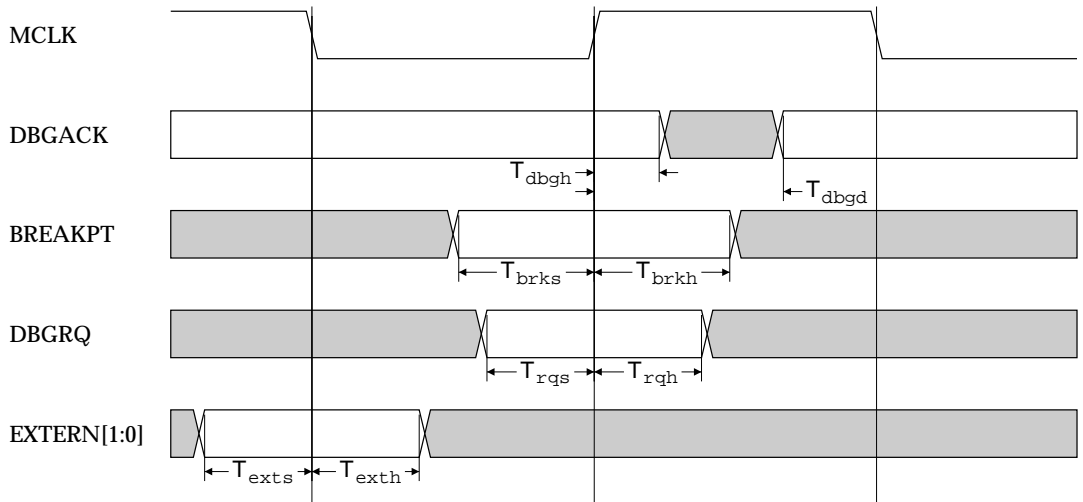 MCLK
DBGACK
Tdbgh
Tdbgd
BREAKPT
Tbrks
Tbrkh
DBGRQ
Trqs
Trqh
EXTERN[1:0]
Texts
Texth